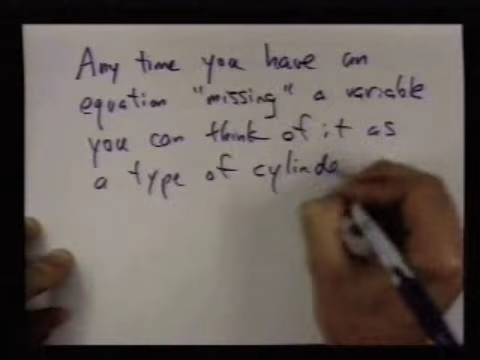 Any time you have an
equation "missing" a variable
you can think of it as
a type of cylinde